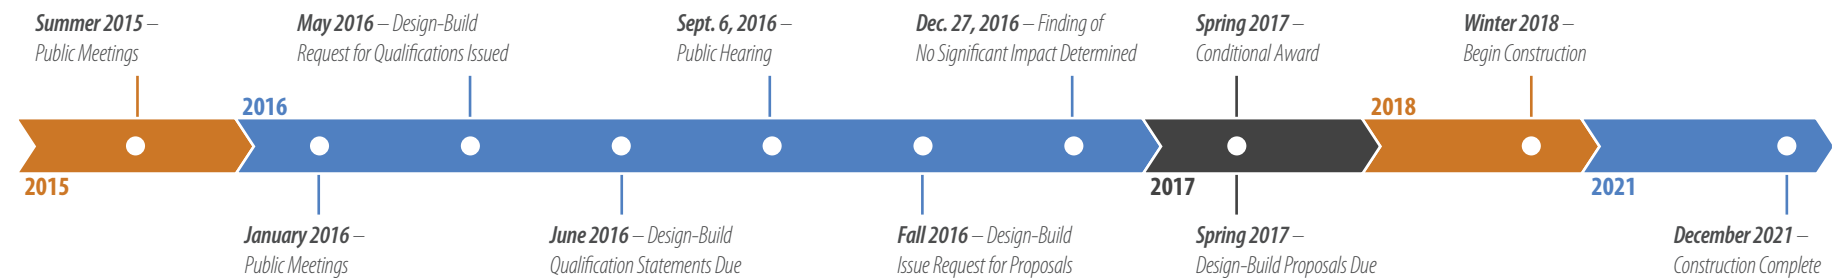 Summer 2015 –
Public Meetings
May 2016 – Design-Build
Request for Qualifications Issued
Sept. 6, 2016 –
Public Hearing
Dec. 27, 2016 – Finding of
No Significant Impact Determined
Spring 2017 –
Conditional Award
Winter 2018 –
Begin Construction
2016
2018
2015
2017
2021
January 2016 –
Public Meetings
June 2016 – Design-Build
Qualification Statements Due
Fall 2016 – Design-Build
Issue Request for Proposals
Spring 2017 –
Design-Build Proposals Due
December 2021 –
Construction Complete